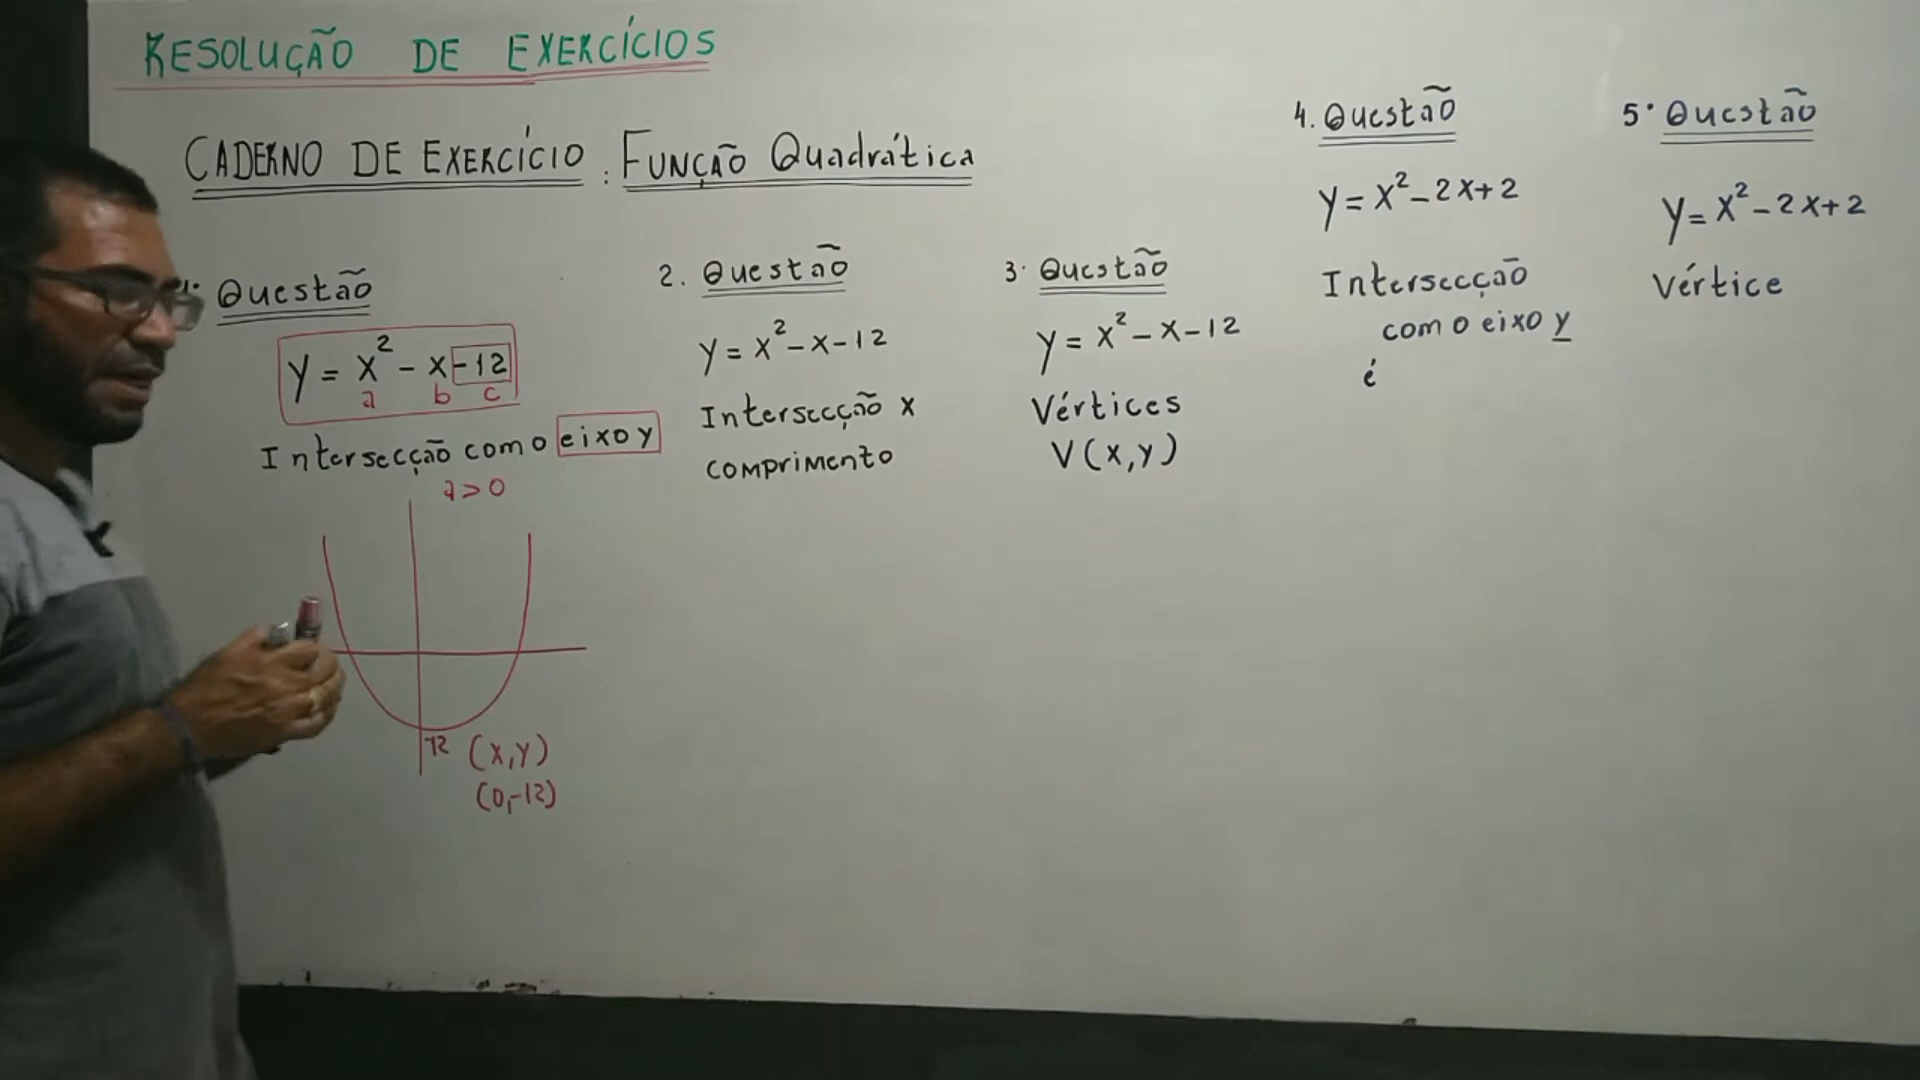 RESOLUÇÃO DE EXERCÍCIOS
CADERNO DE EXERCÍCIO : FUNÇÃO Quadrática
1. Questão
y = x² - x -12
a b c
Intersecção com o eixo y
a > 0
-12 (x,y)
(0,-12)
2. Questão
y = x² - x - 12
Intersecção x
comprimento
3. Questão
y = x² - x - 12
Vértices
V(x,y)
4. Questão
y = x² - 2x + 2
Intersecção
com o eixo y
é
5. Questão
y = x² - 2x + 2
Vértice